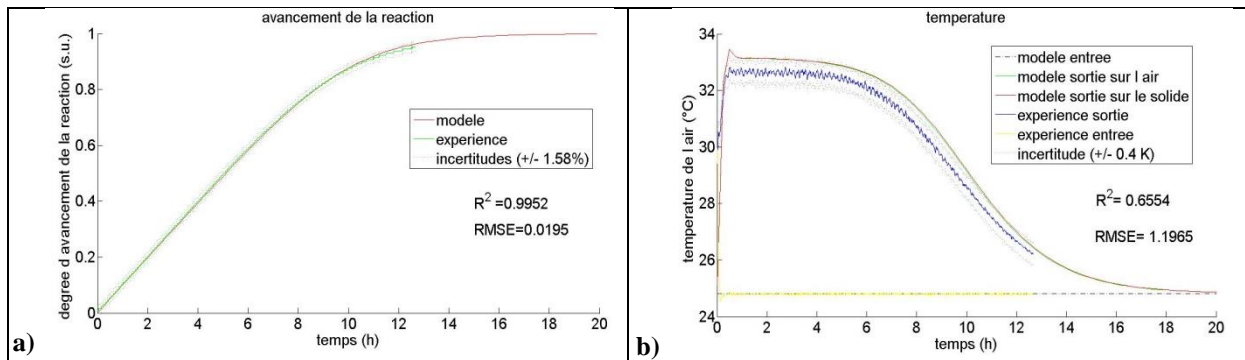 avancement de la reaction
degre d avancement de la reaction (s.u.)
1
0.8
0.6
0.4
0.2
0
0 2 4 6 8 10 12 14 16 18 20
temps (h)
modele
experience
incertitudes (+/- 1.58%)
R2 =0.9952
RMSE=0.0195
a)
temperature
temperature de l air (°C)
34
32
30
28
26
24
0 2 4 6 8 10 12 14 16 18 20
temps (h)
modele entree
modele sortie sur l air
modele sortie sur le solide
experience sortie
experience entree
incertitude (+/- 0.4 K)
R2= 0.6554
RMSE= 1.1965
b)